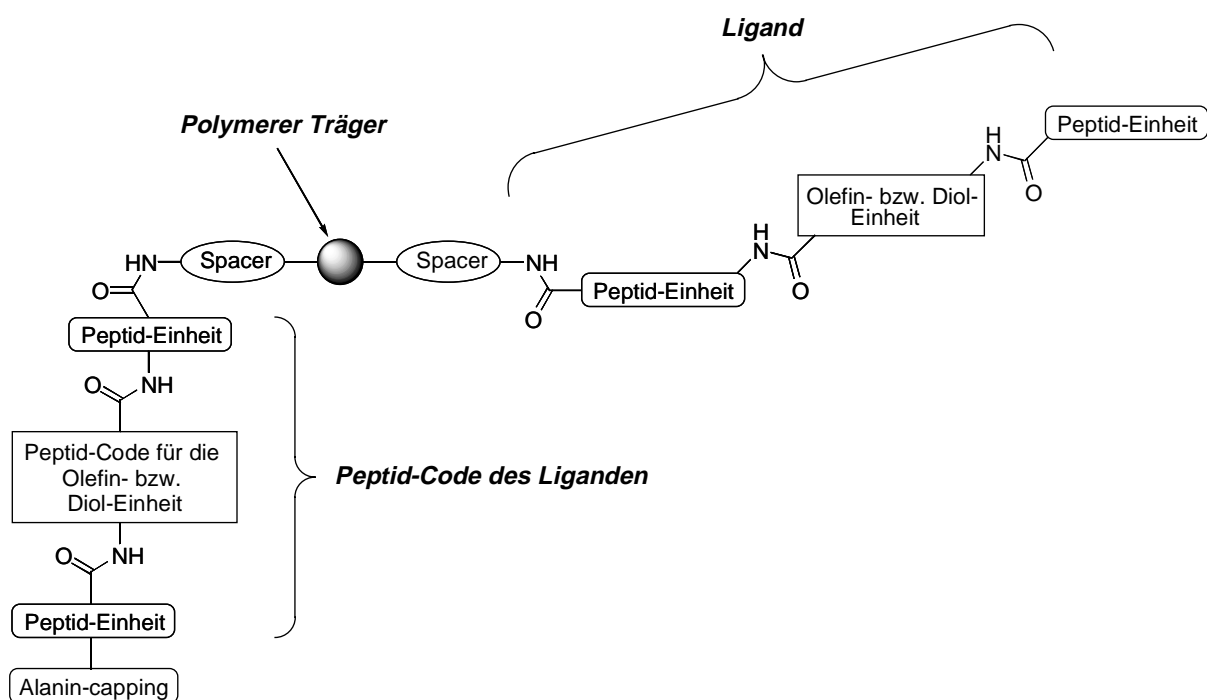 Ligand
Polymerer Träger
Peptid-Einheit
H
N
O
Olefin- bzw. Diol-
Einheit
H
N
O
Peptid-Einheit
NH
O
Spacer
Spacer
NH
O
Peptid-Einheit
NH
O
Peptid-Code für die
Olefin- bzw.
Diol-Einheit
Peptid-Code des Liganden
NH
O
Peptid-Einheit
Alanin-capping